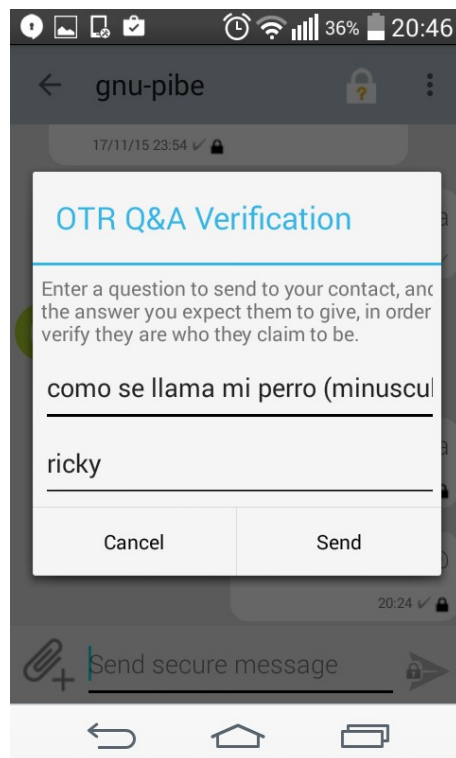 36% 20:46
gnu-pibe
?
17/11/15 23:54
OTR Q&A Verification
Enter a question to send to your contact, and
the answer you expect them to give, in order
verify they are who they claim to be.
como se llama mi perro (minuscul
ricky
Cancel
Send
20:24
Send secure message